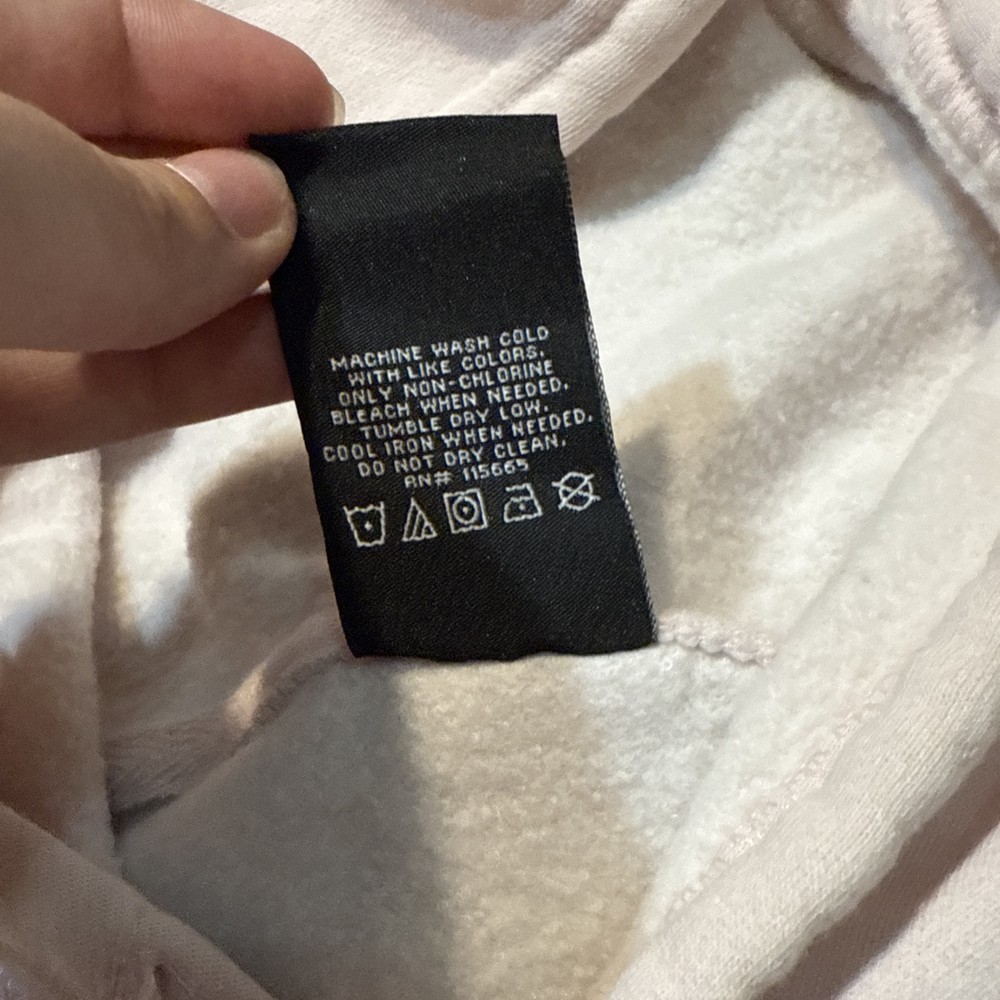 MACHINE WASH COLD
WITH LIKE COLORS.
ONLY NON-CHLORINE
BLEACH WHEN NEEDED.
TUMBLE DRY LOW.
COOL IRON WHEN NEEDED.
DO NOT DRY CLEAN.
RN# 115665